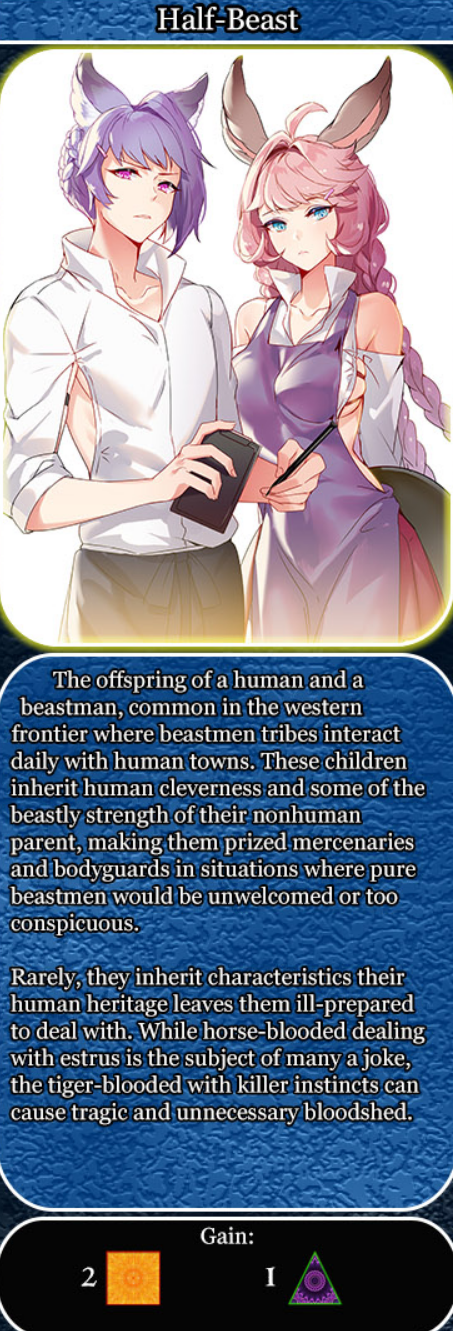 Half-Beast
The offspring of a human and a
beastman, common in the western
frontier where beastmen tribes interact
daily with human towns. These children
inherit human cleverness and some of the
beastly strength of their nonhuman
parent, making them prized mercenaries
and bodyguards in situations where pure
beastmen would be unwelcomed or too
conspicuous.
Rarely, they inherit characteristics their
human heritage leaves them ill-prepared
to deal with. While horse-blooded dealing
with estrus is the subject of many a joke,
the tiger-blooded with killer instincts can
cause tragic and unnecessary bloodshed.
Gain:
2 1